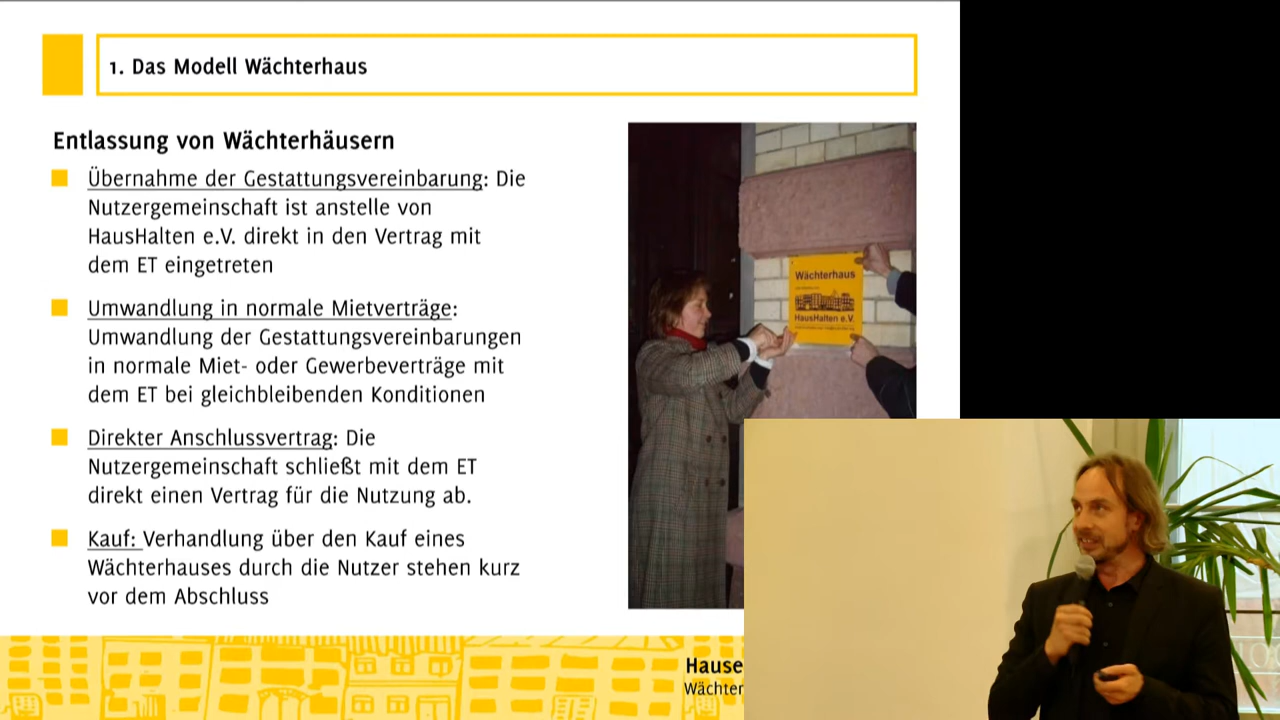 1. Das Modell Wächterhaus
Entlassung von Wächterhäusern
Übernahme der Gestattungsvereinbarung: Die
Nutzergemeinschaft ist anstelle von
HausHalten e.V. direkt in den Vertrag mit
dem ET eingetreten
Umwandlung in normale Mietverträge:
Umwandlung der Gestattungsvereinbarungen
in normale Miet- oder Gewerbeverträge mit
dem ET bei gleichbleibenden Konditionen
Direkter Anschlussvertrag: Die
Nutzergemeinschaft schließt mit dem ET
direkt einen Vertrag für die Nutzung ab.
Kauf: Verhandlung über den Kauf eines
Wächterhauses durch die Nutzer stehen kurz
vor dem Abschluss
Wächterhaus
HausHalten e.V.
Hause
Wächter